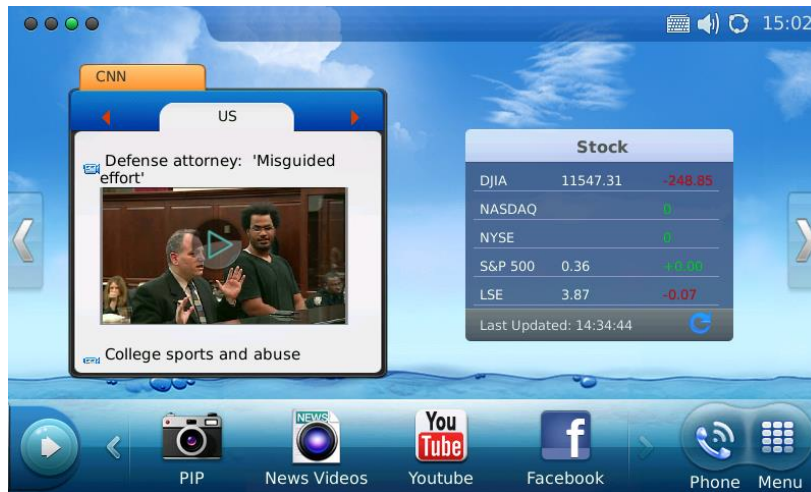 15:02
CNN
US
Defense attorney: 'Misguided
effort'
College sports and abuse
Stock
DJIA 11547.31 -248.85
NASDAQ 0
NYSE 0
S&P 500 0.36 +0.00
LSE 3.87 -0.07
Last Updated: 14:34:44
NEWS
You
Tube
f
PIP News Videos Youtube Facebook Phone Menu